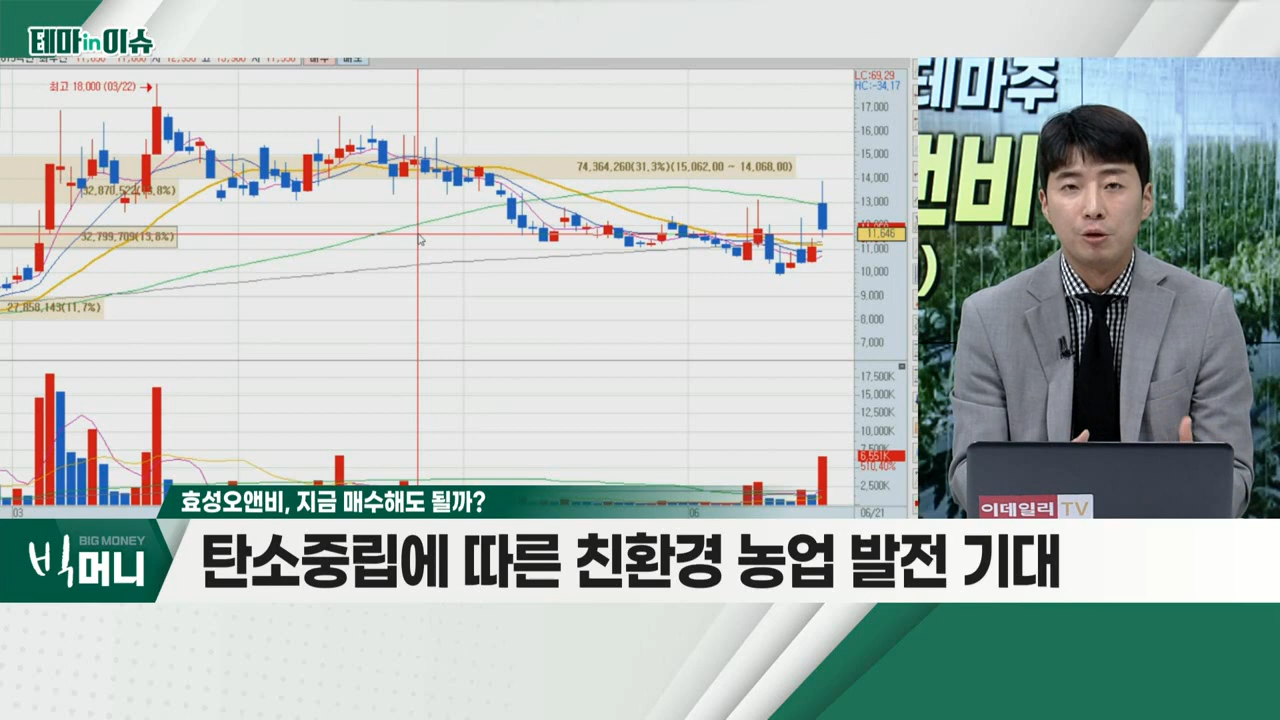 테마in이슈
최고 18,000 (03/22)
LC:69.29
HC:-34.17
17,000
16,000
15,000
14,000
13,000
11,646
11,000
10,000
9,000
8,000
7,000
74,364,260(31.3%)(15,062.00 ~ 14,068.00)
32,799,709(13.8%)
27,858,143(11.7%)
17,500K
15,000K
12,500K
10,000K
6,551K
510.40%
2,500K
03
06
06/21
테마주
앤비
)
이데일리TV
효성오앤비, 지금 매수해도 될까?
BIG MONEY
빅머니
탄소중립에 따른 친환경 농업 발전 기대